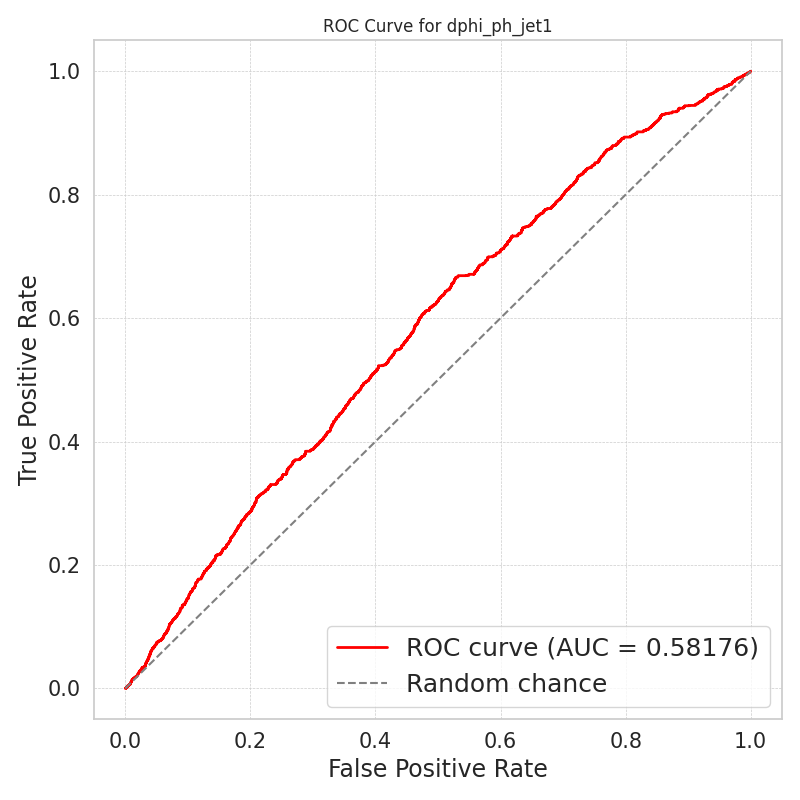 ROC Curve for dphi_ph_jet1
True Positive Rate
1.0
0.8
0.6
0.4
0.2
0.0
ROC curve (AUC = 0.58176)
Random chance
0.0 0.2 0.4 0.6 0.8 1.0
False Positive Rate